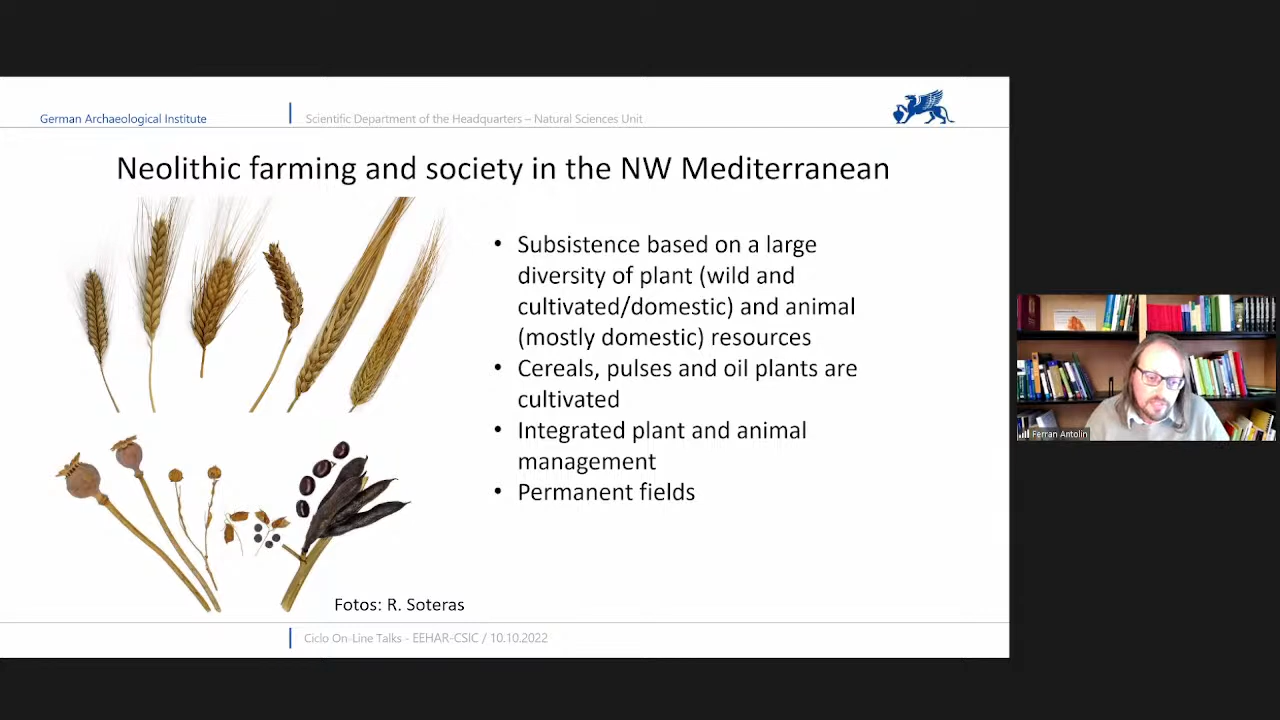 German Archaeological Institute
Scientific Department of the Headquarters – Natural Sciences Unit
Neolithic farming and society in the NW Mediterranean
• Subsistence based on a large
diversity of plant (wild and
cultivated/domestic) and animal
(mostly domestic) resources
• Cereals, pulses and oil plants are
cultivated
• Integrated plant and animal
management
• Permanent fields
Fotos: R. Soteras
Ciclo On-Line Talks - EEHAR-CSIC / 10.10.2022
Ferran Antolin